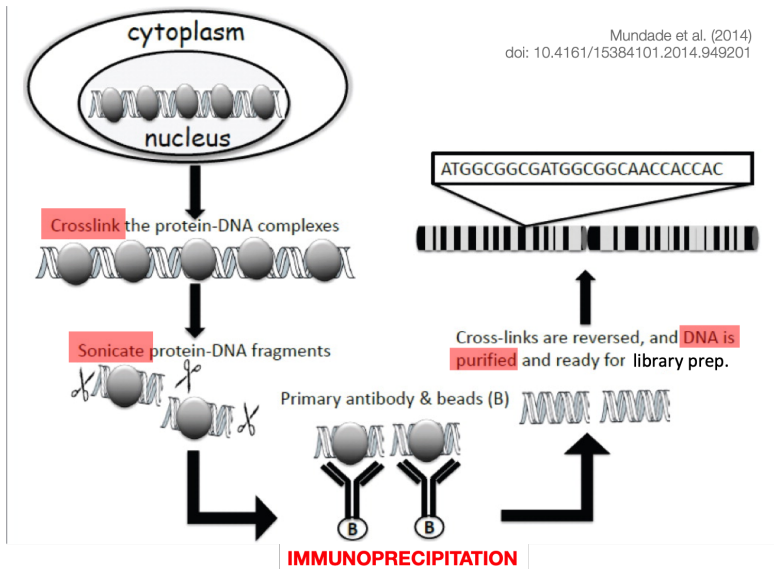 cytoplasm
nucleus
Crosslink the protein-DNA complexes
Sonicate protein-DNA fragments
Primary antibody & beads (B)
B
B
IMMUNOPRECIPITATION
Mundade et al. (2014)
doi: 10.4161/15384101.2014.949201
ATGGCGGCGATGGCGGCAACCACCAC
Cross-links are reversed, and DNA is
purified and ready for library prep.